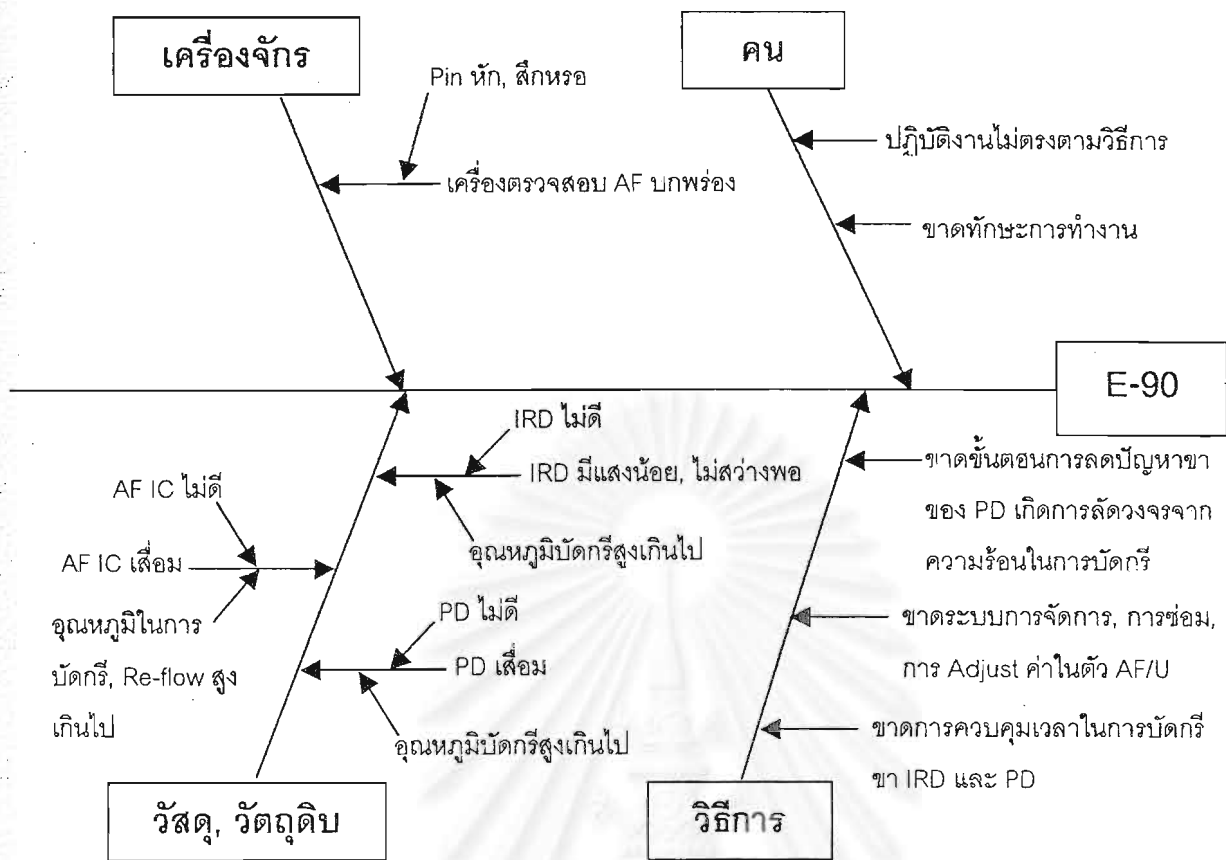 เครื่องจักร
คน
Pin หัก, สึกหรอ
เครื่องตรวจสอบ AF บกพร่อง
ปฏิบัติงานไม่ตรงตามวิธีการ
ขาดทักษะการทำงาน
E-90
IRD ไม่ดี
IRD มีแสงน้อย, ไม่สว่างพอ
อุณหภูมิบัดกรีสูงเกินไป
AF IC ไม่ดี
AF IC เสื่อม
อุณหภูมิในการ
บัดกรี, Re-flow สูง
เกินไป
PD ไม่ดี
PD เสื่อม
อุณหภูมิบัดกรีสูงเกินไป
ขาดขั้นตอนการลดปัญหาขา
ของ PD เกิดการลัดวงจรจาก
ความร้อนในการบัดกรี
ขาดระบบการจัดการ, การซ่อม,
การ Adjust ค่าในตัว AF/U
ขาดการควบคุมเวลาในการบัดกรี
ขา IRD และ PD
วัสดุ, วัตถุดิบ
วิธีการ